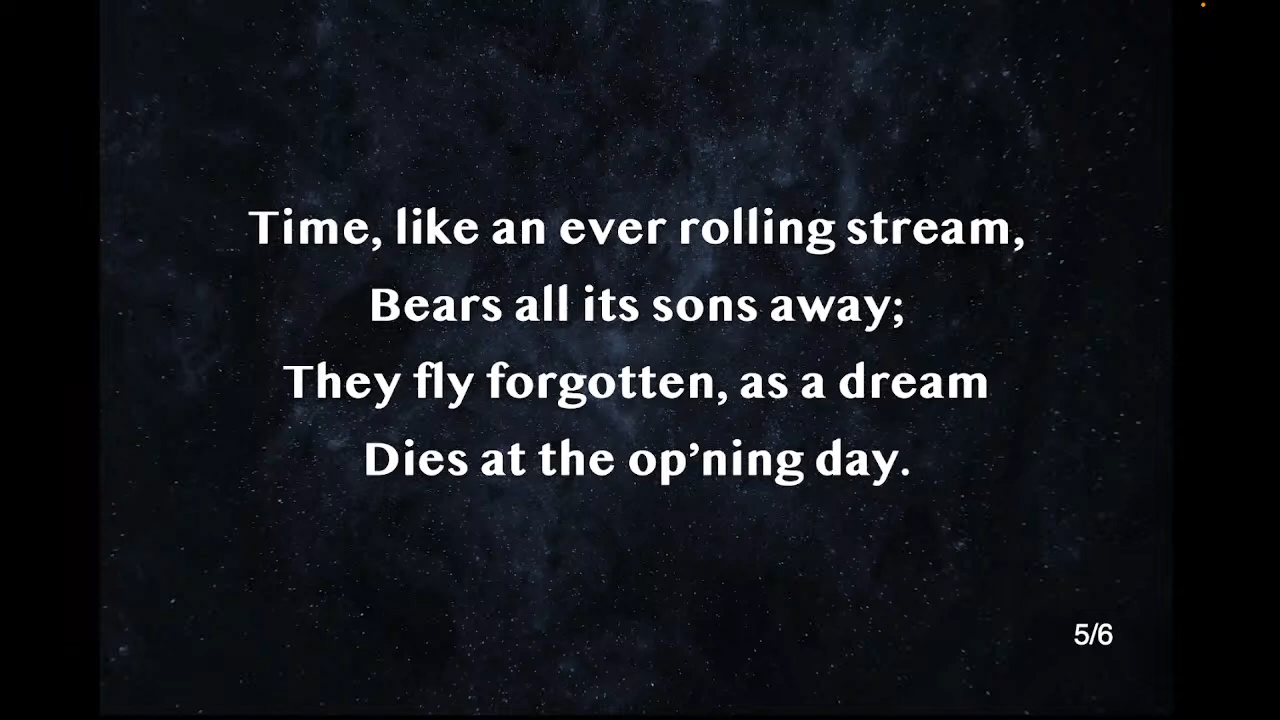 Time, like an ever rolling stream,
Bears all its sons away;
They fly forgotten, as a dream
Dies at the op’ning day.
5/6